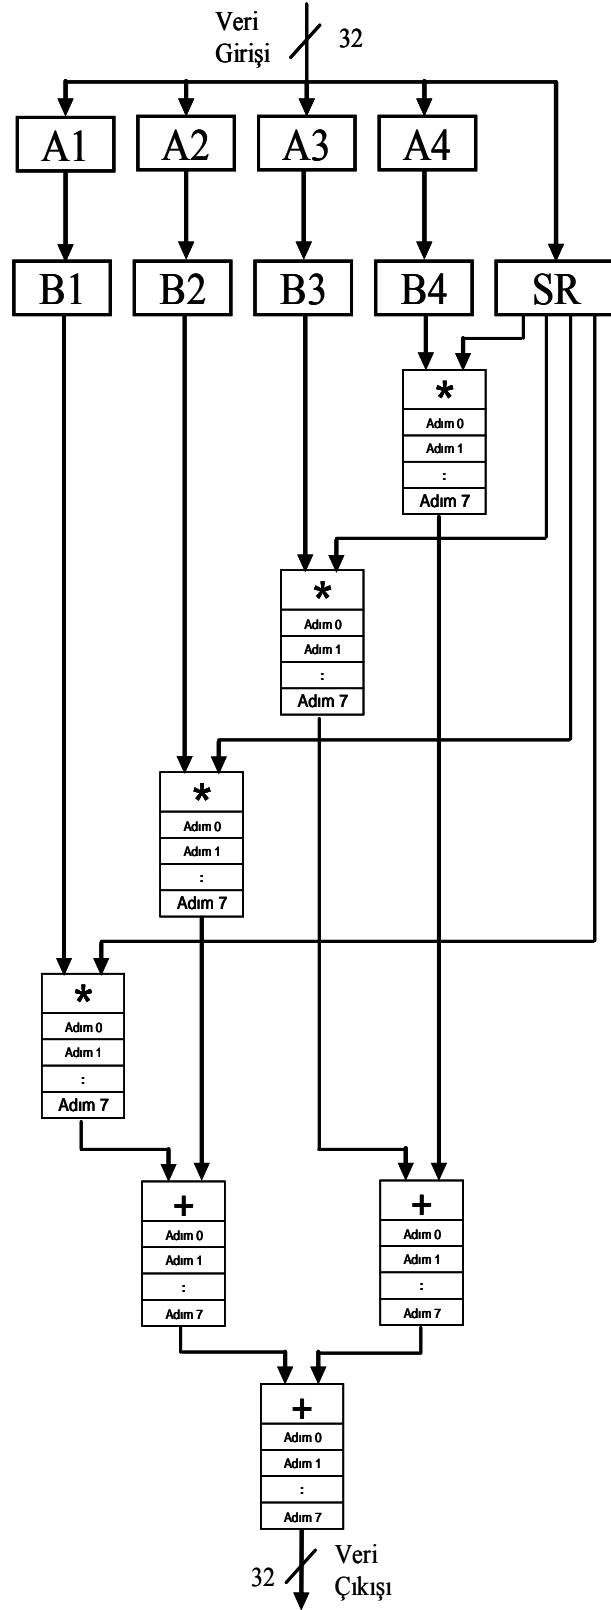 Veri
Girişi
32
A1 A2 A3 A4
B1 B2 B3 B4 SR
*
Adım 0
Adım 1
:
Adım 7
*
Adım 0
Adım 1
:
Adım 7
*
Adım 0
Adım 1
:
Adım 7
*
Adım 0
Adım 1
:
Adım 7
+
Adım 0
Adım 1
:
Adım 7
+
Adım 0
Adım 1
:
Adım 7
+
Adım 0
Adım 1
:
Adım 7
32
Veri
Çıkışı